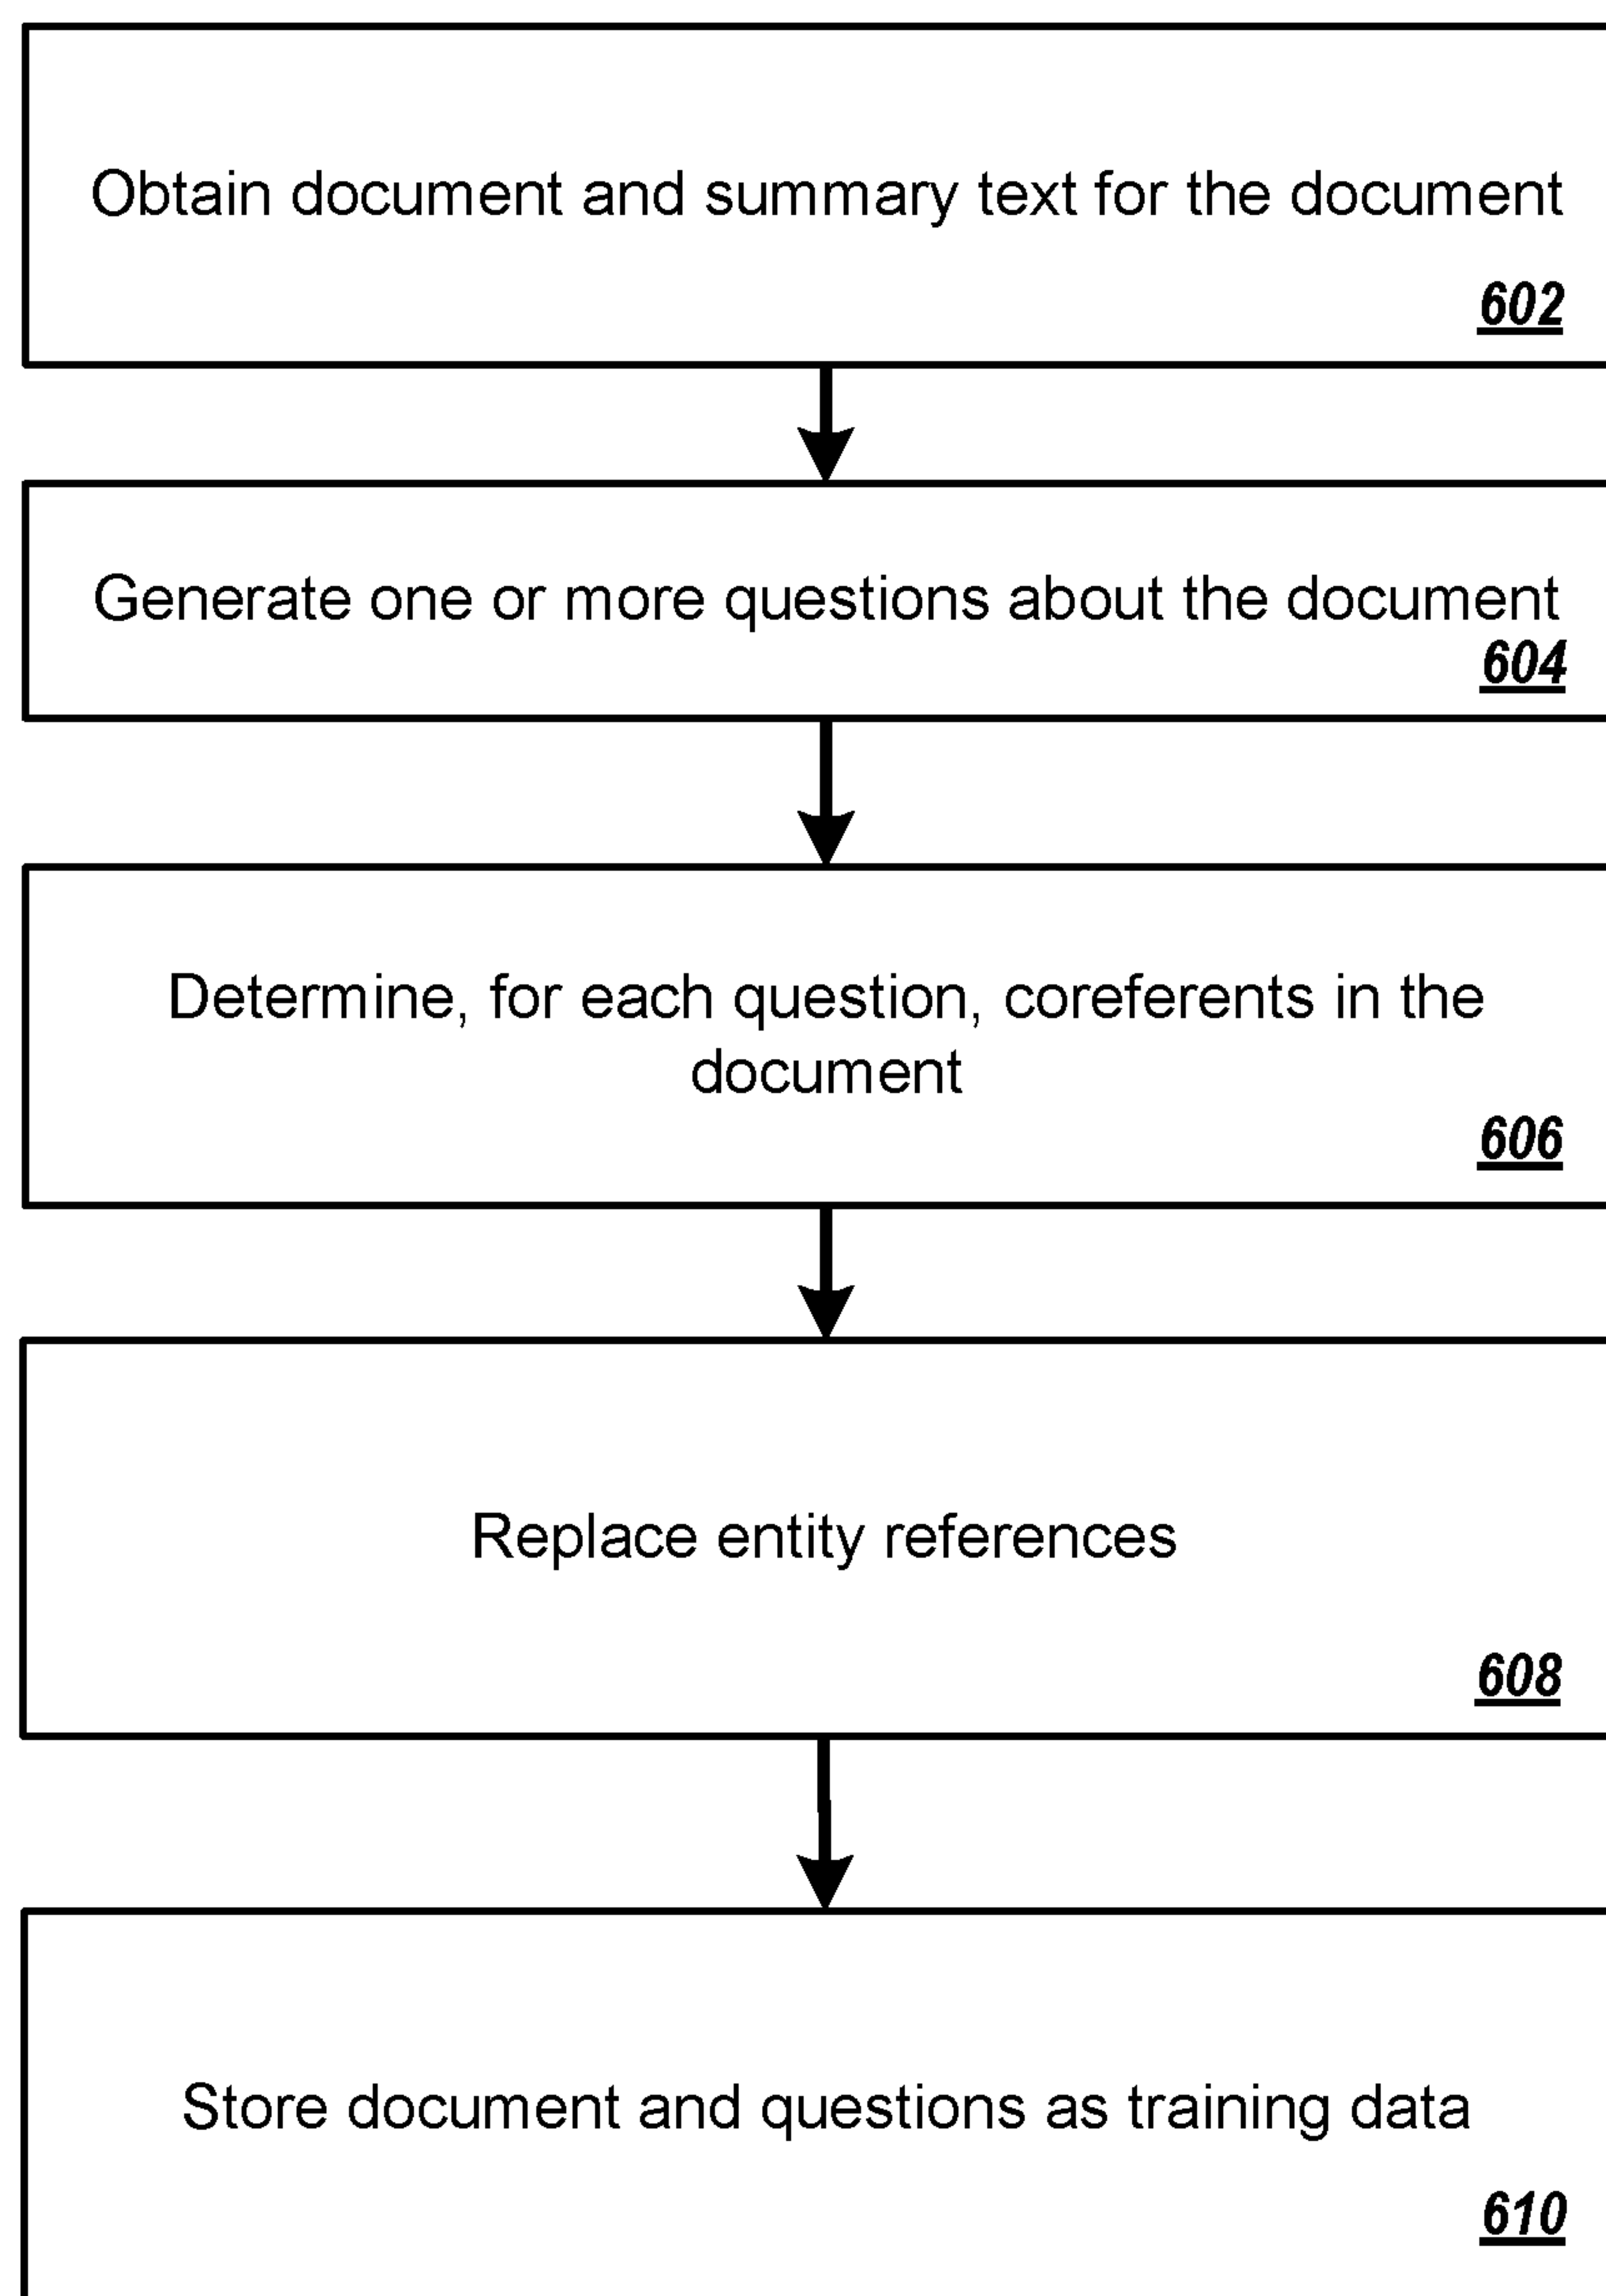 Obtain document and summary text for the document
602
Generate one or more questions about the document
604
Determine, for each question, coreferents in the
document
606
Replace entity references
608
Store document and questions as training data
610